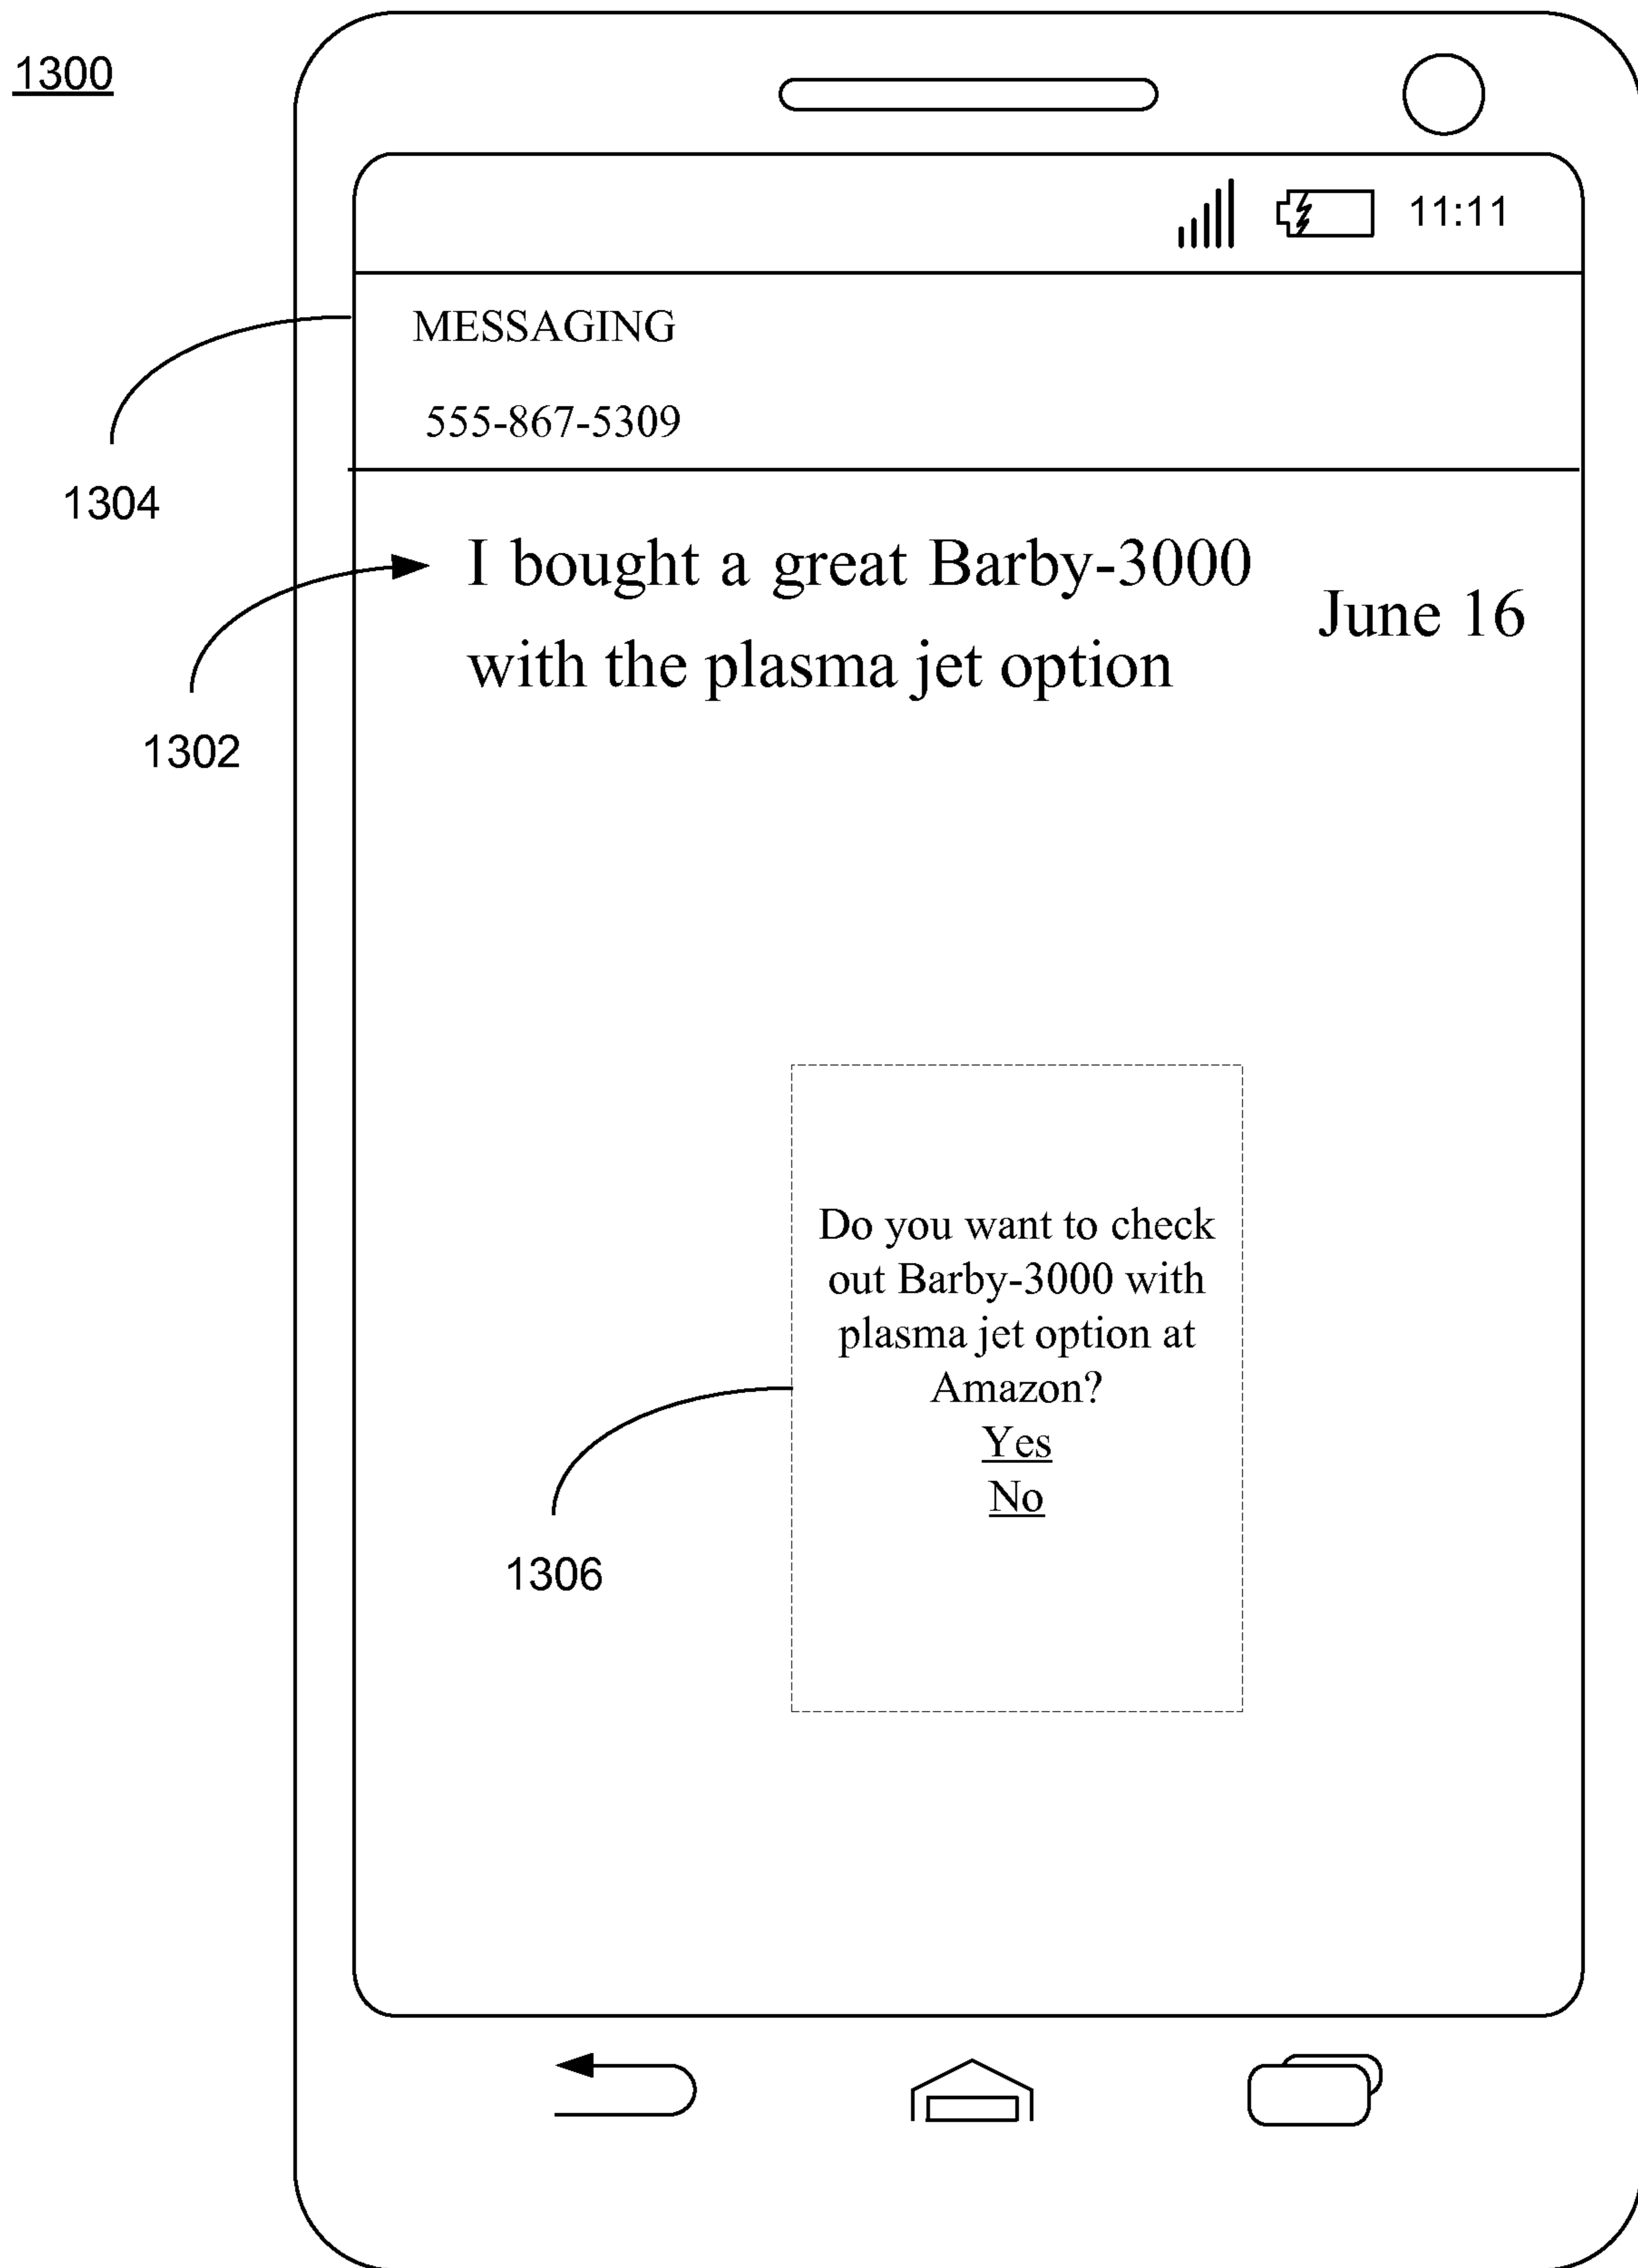 1300
11:11
MESSAGING
555-867-5309
1304
I bought a great Barby-3000
with the plasma jet option
June 16
1302
Do you want to check
out Barby-3000 with
plasma jet option at
Amazon?
Yes
No
1306